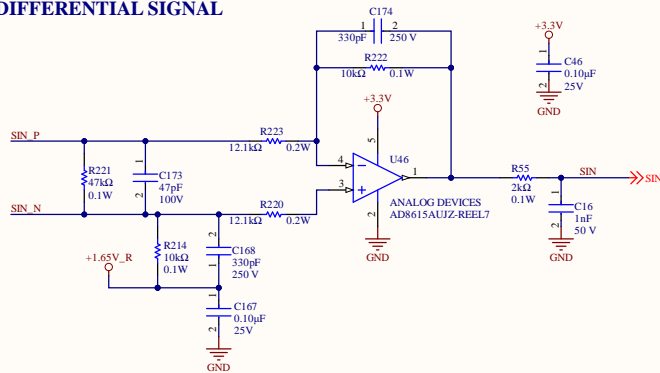 DIFFERENTIAL SIGNAL
C174
1 2
330pF 250 V
R222
10kΩ 0.1W
+3.3V
1
C46
0.10µF
25V
2
GND
+3.3V
SIN_P
R223
12.1kΩ 0.2W
5
U46
4
1
3
2
ANALOG DEVICES
AD8615AUJZ-REEL7
GND
R221
47kΩ
0.1W
1
C173
47pF
100V
2
SIN_N
R220
12.1kΩ 0.2W
R55
2kΩ
0.1W
SIN
SIN
1
C16
1nF
50 V
2
GND
R214
10kΩ
0.1W
2
C168
330pF
250 V
1
+1.65V_R
1
C167
0.10µF
25V
2
GND